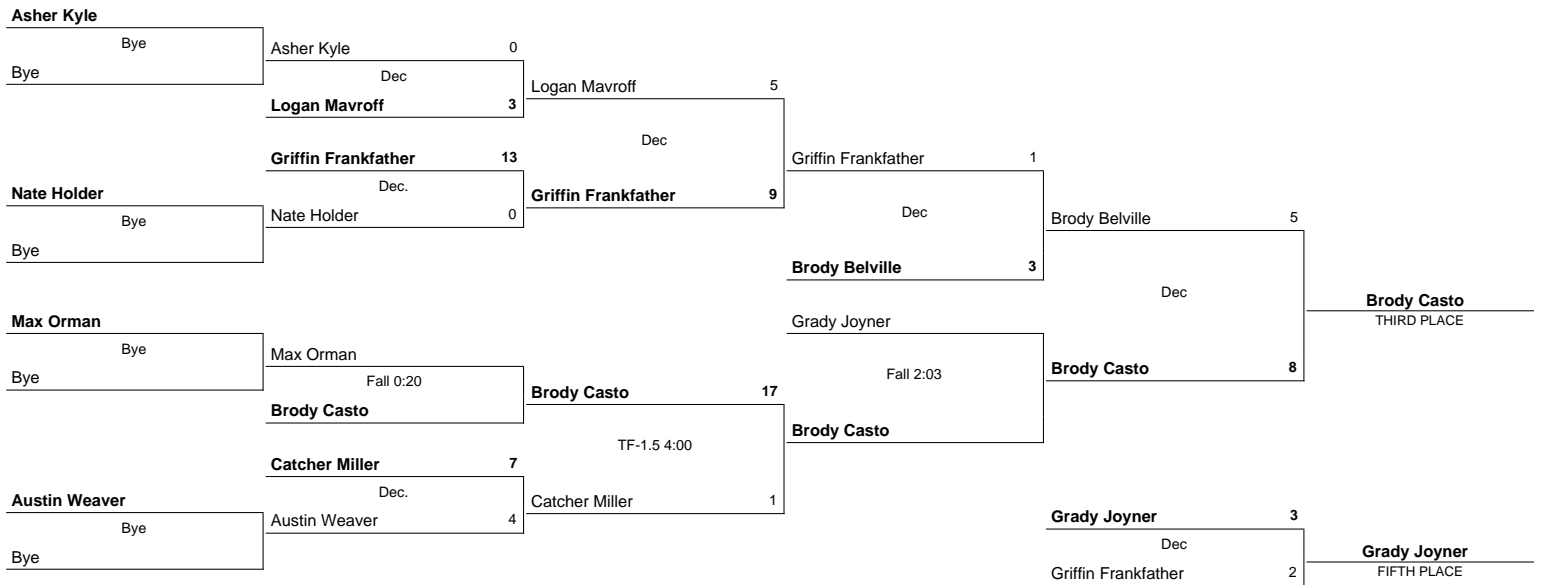 Asher Kyle
Bye
Bye
Asher Kyle 0
Dec
Logan Mavroff 3
Logan Mavroff 5
Dec
Griffin Frankfather 13
Dec.
Nate Holder 0
Griffin Frankfather 9
Nate Holder
Bye
Bye
Griffin Frankfather 1
Dec
Brody Belville 3
Brody Belville 5
Dec
Brody Casto
THIRD PLACE
Max Orman
Bye
Bye
Max Orman
Fall 0:20
Brody Casto
Brody Casto 17
TF-1.5 4:00
Catcher Miller 7
Dec.
Austin Weaver 4
Catcher Miller 1
Austin Weaver
Bye
Bye
Grady Joyner
Fall 2:03
Brody Casto
Brody Casto 8
Grady Joyner 3
Dec
Griffin Frankfather 2
Grady Joyner
FIFTH PLACE